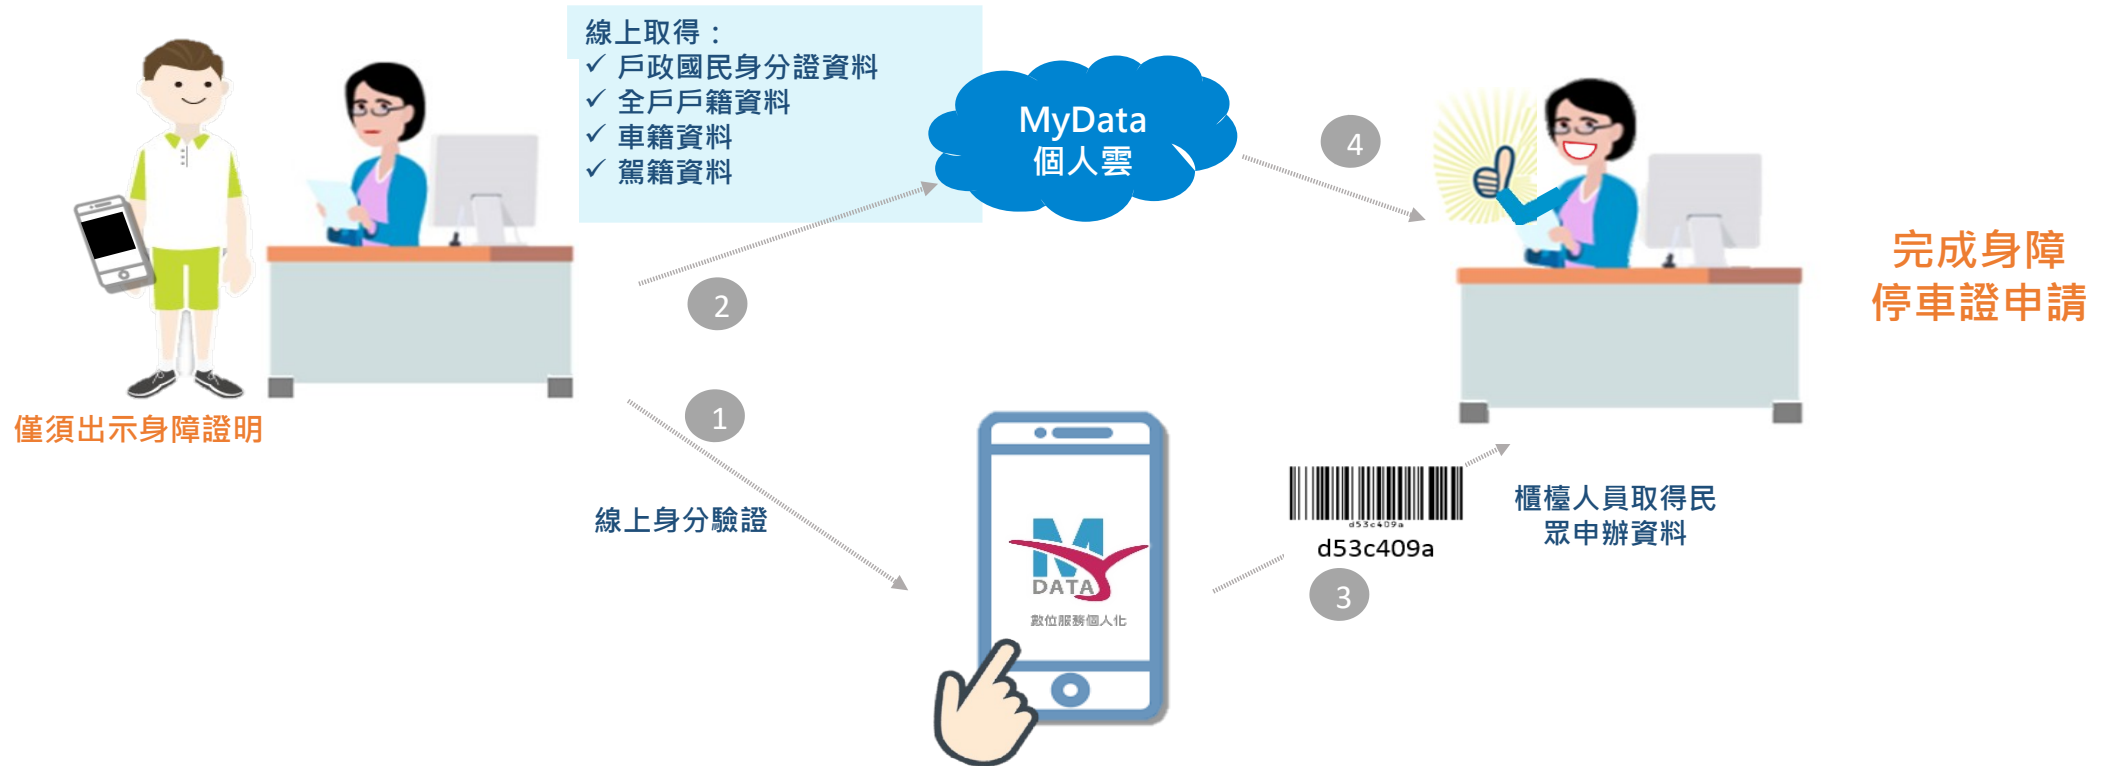 線上取得：
✓ 戶政國民身分證資料
✓ 全戶戶籍資料
✓ 車籍資料
✓ 駕籍資料
MyData
個人雲
4
完成身障
停車證申請
2
僅須出示身障證明
1
線上身分驗證
M
DATA
數位服務個人化
d53c409a
d53c409a
3
櫃檯人員取得民
眾申辦資料